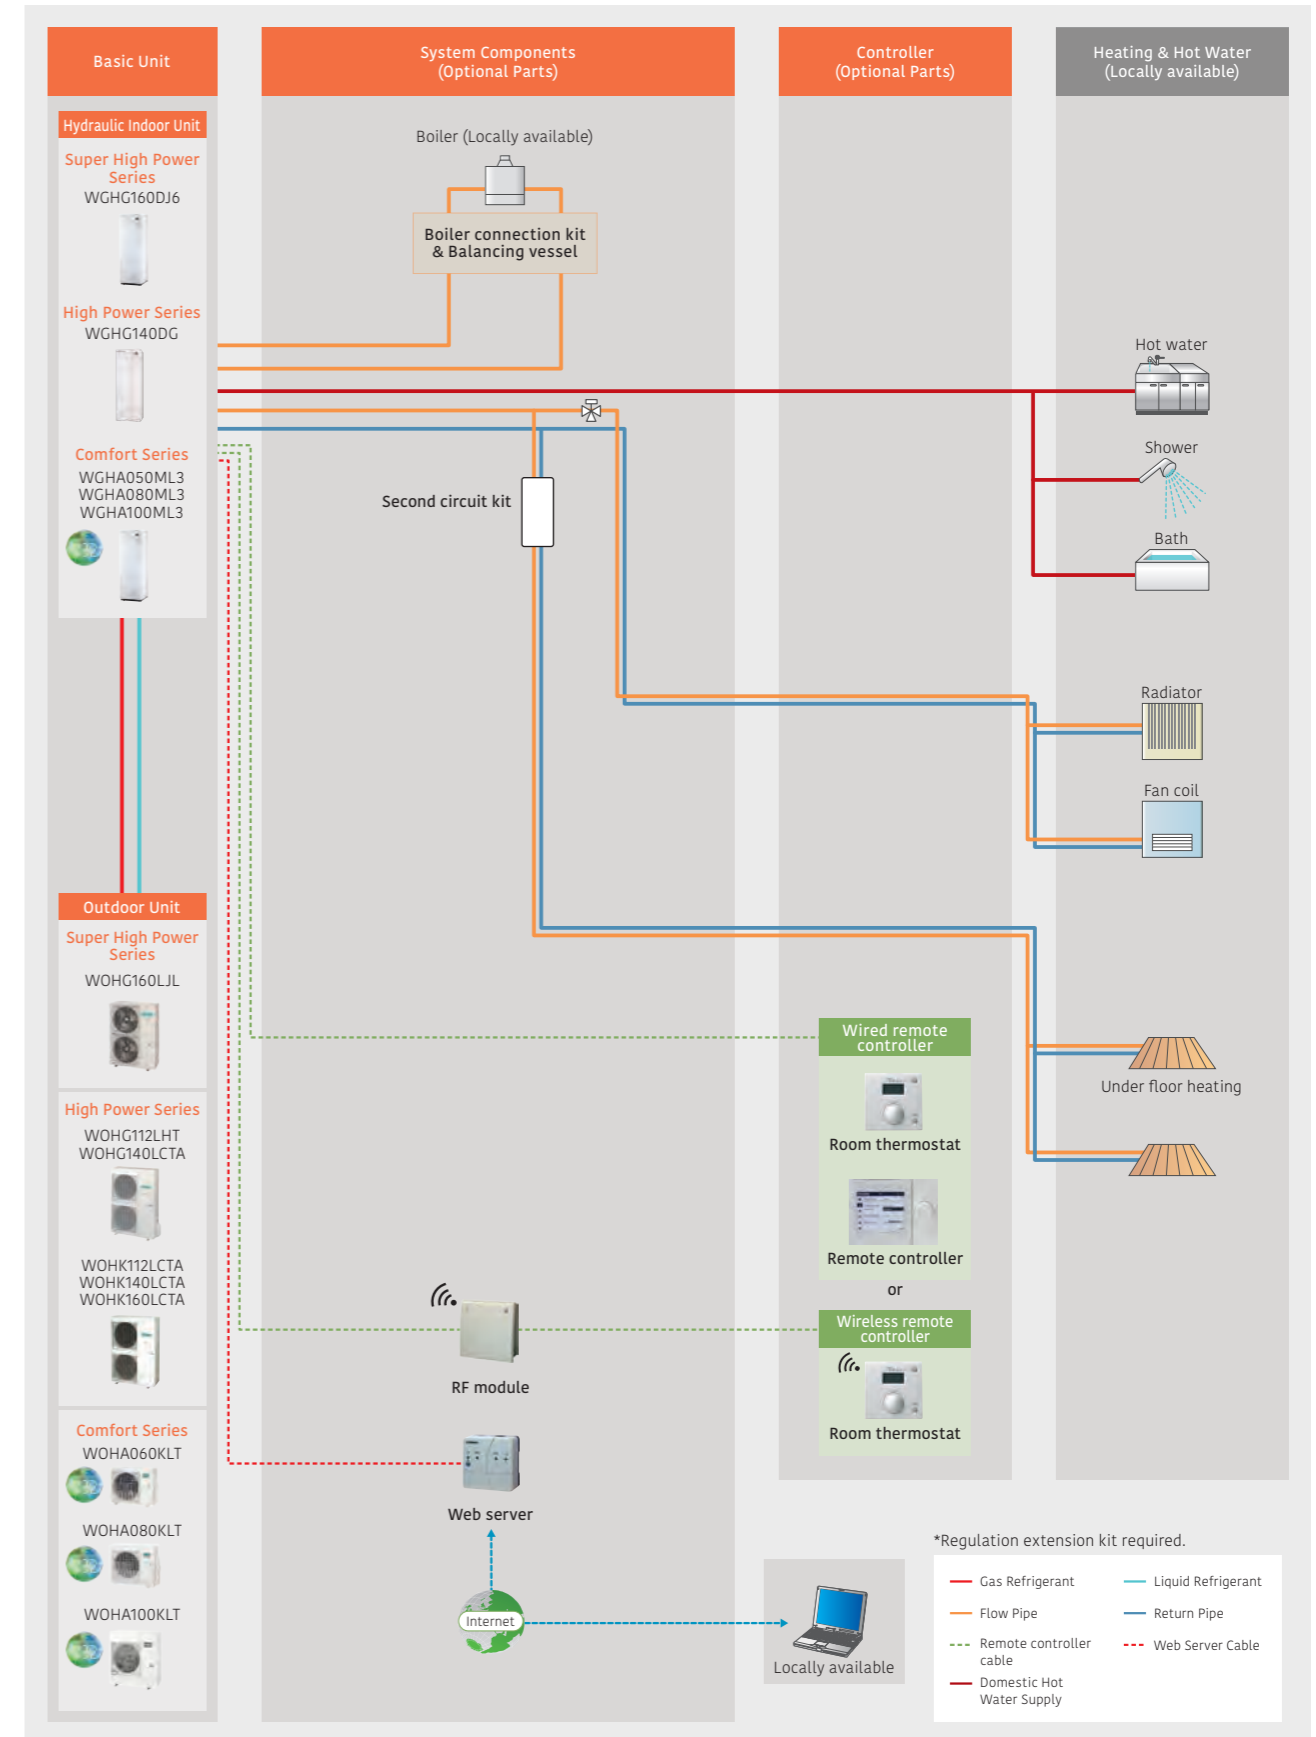 Basic Unit
System Components
(Optional Parts)
Controller
(Optional Parts)
Heating & Hot Water
(Locally available)
Hydraulic Indoor Unit
Super High Power
Series
WGHG160DJ6
High Power Series
WGHG140DG
Comfort Series
WGHA050ML3
WGHA080ML3
WGHA100ML3
Outdoor Unit
Super High Power
Series
WOHG160LJL
High Power Series
WOHG112LHT
WOHG140LCTA
WOHK112LCTA
WOHK140LCTA
WOHK160LCTA
Comfort Series
WOHA060KLT
WOHA080KLT
WOHA100KLT
Boiler (Locally available)
Boiler connection kit
& Balancing vessel
Second circuit kit
RF module
Web server
Internet
Wired remote
controller
Room thermostat
Remote controller
or
Wireless remote
controller
Room thermostat
Locally available
Hot water
Shower
Bath
Radiator
Fan coil
Under floor heating
*Regulation extension kit required.
Gas Refrigerant
Liquid Refrigerant
Flow Pipe
Return Pipe
Remote controller
cable
Web Server Cable
Domestic Hot
Water Supply